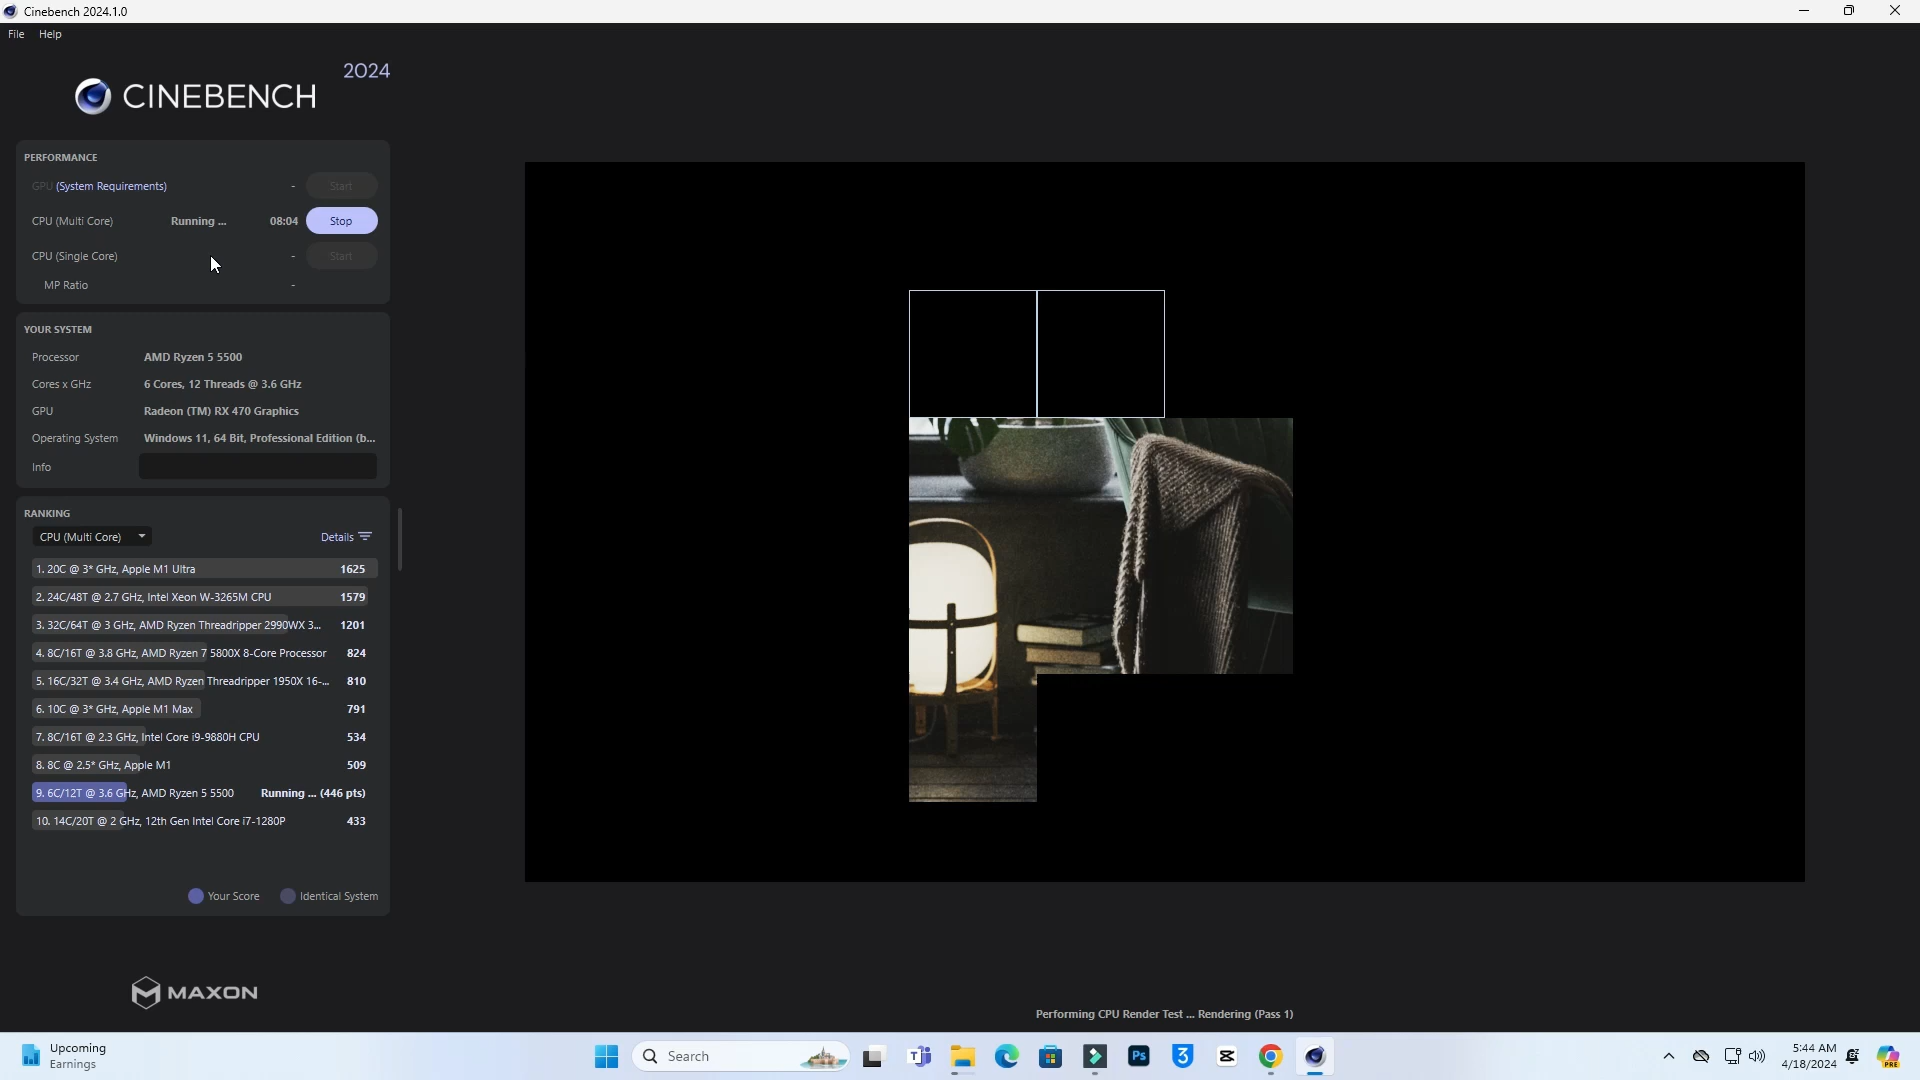 Cinebench 2024.1.0
File Help
CINEBENCH 2024
PERFORMANCE
GPU (System Requirements) - Start
CPU (Multi Core) Running ... 08:04 Stop
CPU (Single Core) - Start
MP Ratio -
YOUR SYSTEM
Processor AMD Ryzen 5 5500
Cores x GHz 6 Cores, 12 Threads @ 3.6 GHz
GPU Radeon (TM) RX 470 Graphics
Operating System Windows 11, 64 Bit, Professional Edition (b...
Info
RANKING
CPU (Multi Core) Details
1. 20C @ 3* GHz, Apple M1 Ultra 1625
2. 24C/48T @ 2.7 GHz, Intel Xeon W-3265M CPU 1579
3. 32C/64T @ 3 GHz, AMD Ryzen Threadripper 2990WX 3... 1201
4. 8C/16T @ 3.8 GHz, AMD Ryzen 7 5800X 8-Core Processor 824
5. 16C/32T @ 3.4 GHz, AMD Ryzen Threadripper 1950X 16-... 810
6. 10C @ 3* GHz, Apple M1 Max 791
7. 8C/16T @ 2.3 GHz, Intel Core i9-9880H CPU 534
8. 8C @ 2.5* GHz, Apple M1 509
9. 6C/12T @ 3.6 GHz, AMD Ryzen 5 5500 Running ... (446 pts)
10. 14C/20T @ 2 GHz, 12th Gen Intel Core i7-1280P 433
Your Score Identical System
MAXON
Performing CPU Render Test ... Rendering (Pass 1)
Upcoming
Earnings
Search
T
Ps
3
5:44 AM
4/18/2024
PRE